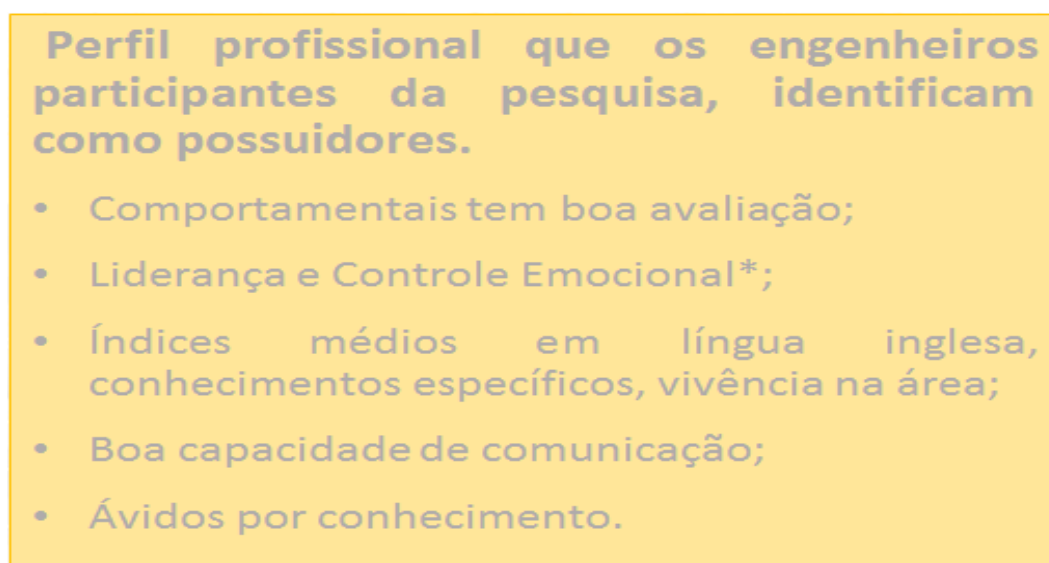 Perfil profissional que os engenheiros
participantes da pesquisa, identificam
como possuidores.
• Comportamentais tem boa avaliação;
• Liderança e Controle Emocional*;
• Índices médios em língua inglesa,
conhecimentos específicos, vivência na área;
• Boa capacidade de comunicação;
• Ávidos por conhecimento.